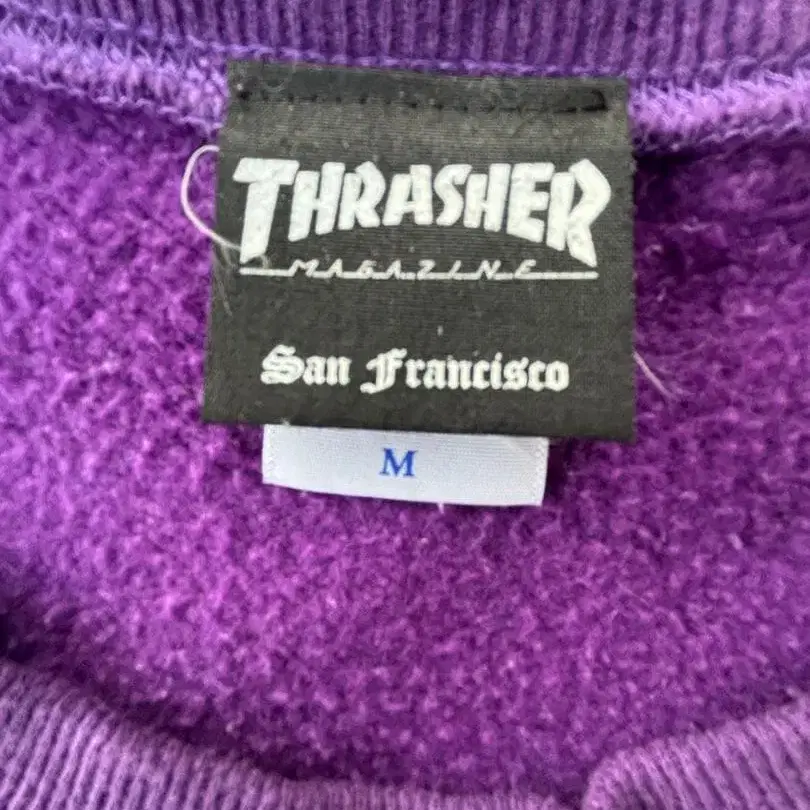 THRASHER
MAGAZINE
San Francisco
M